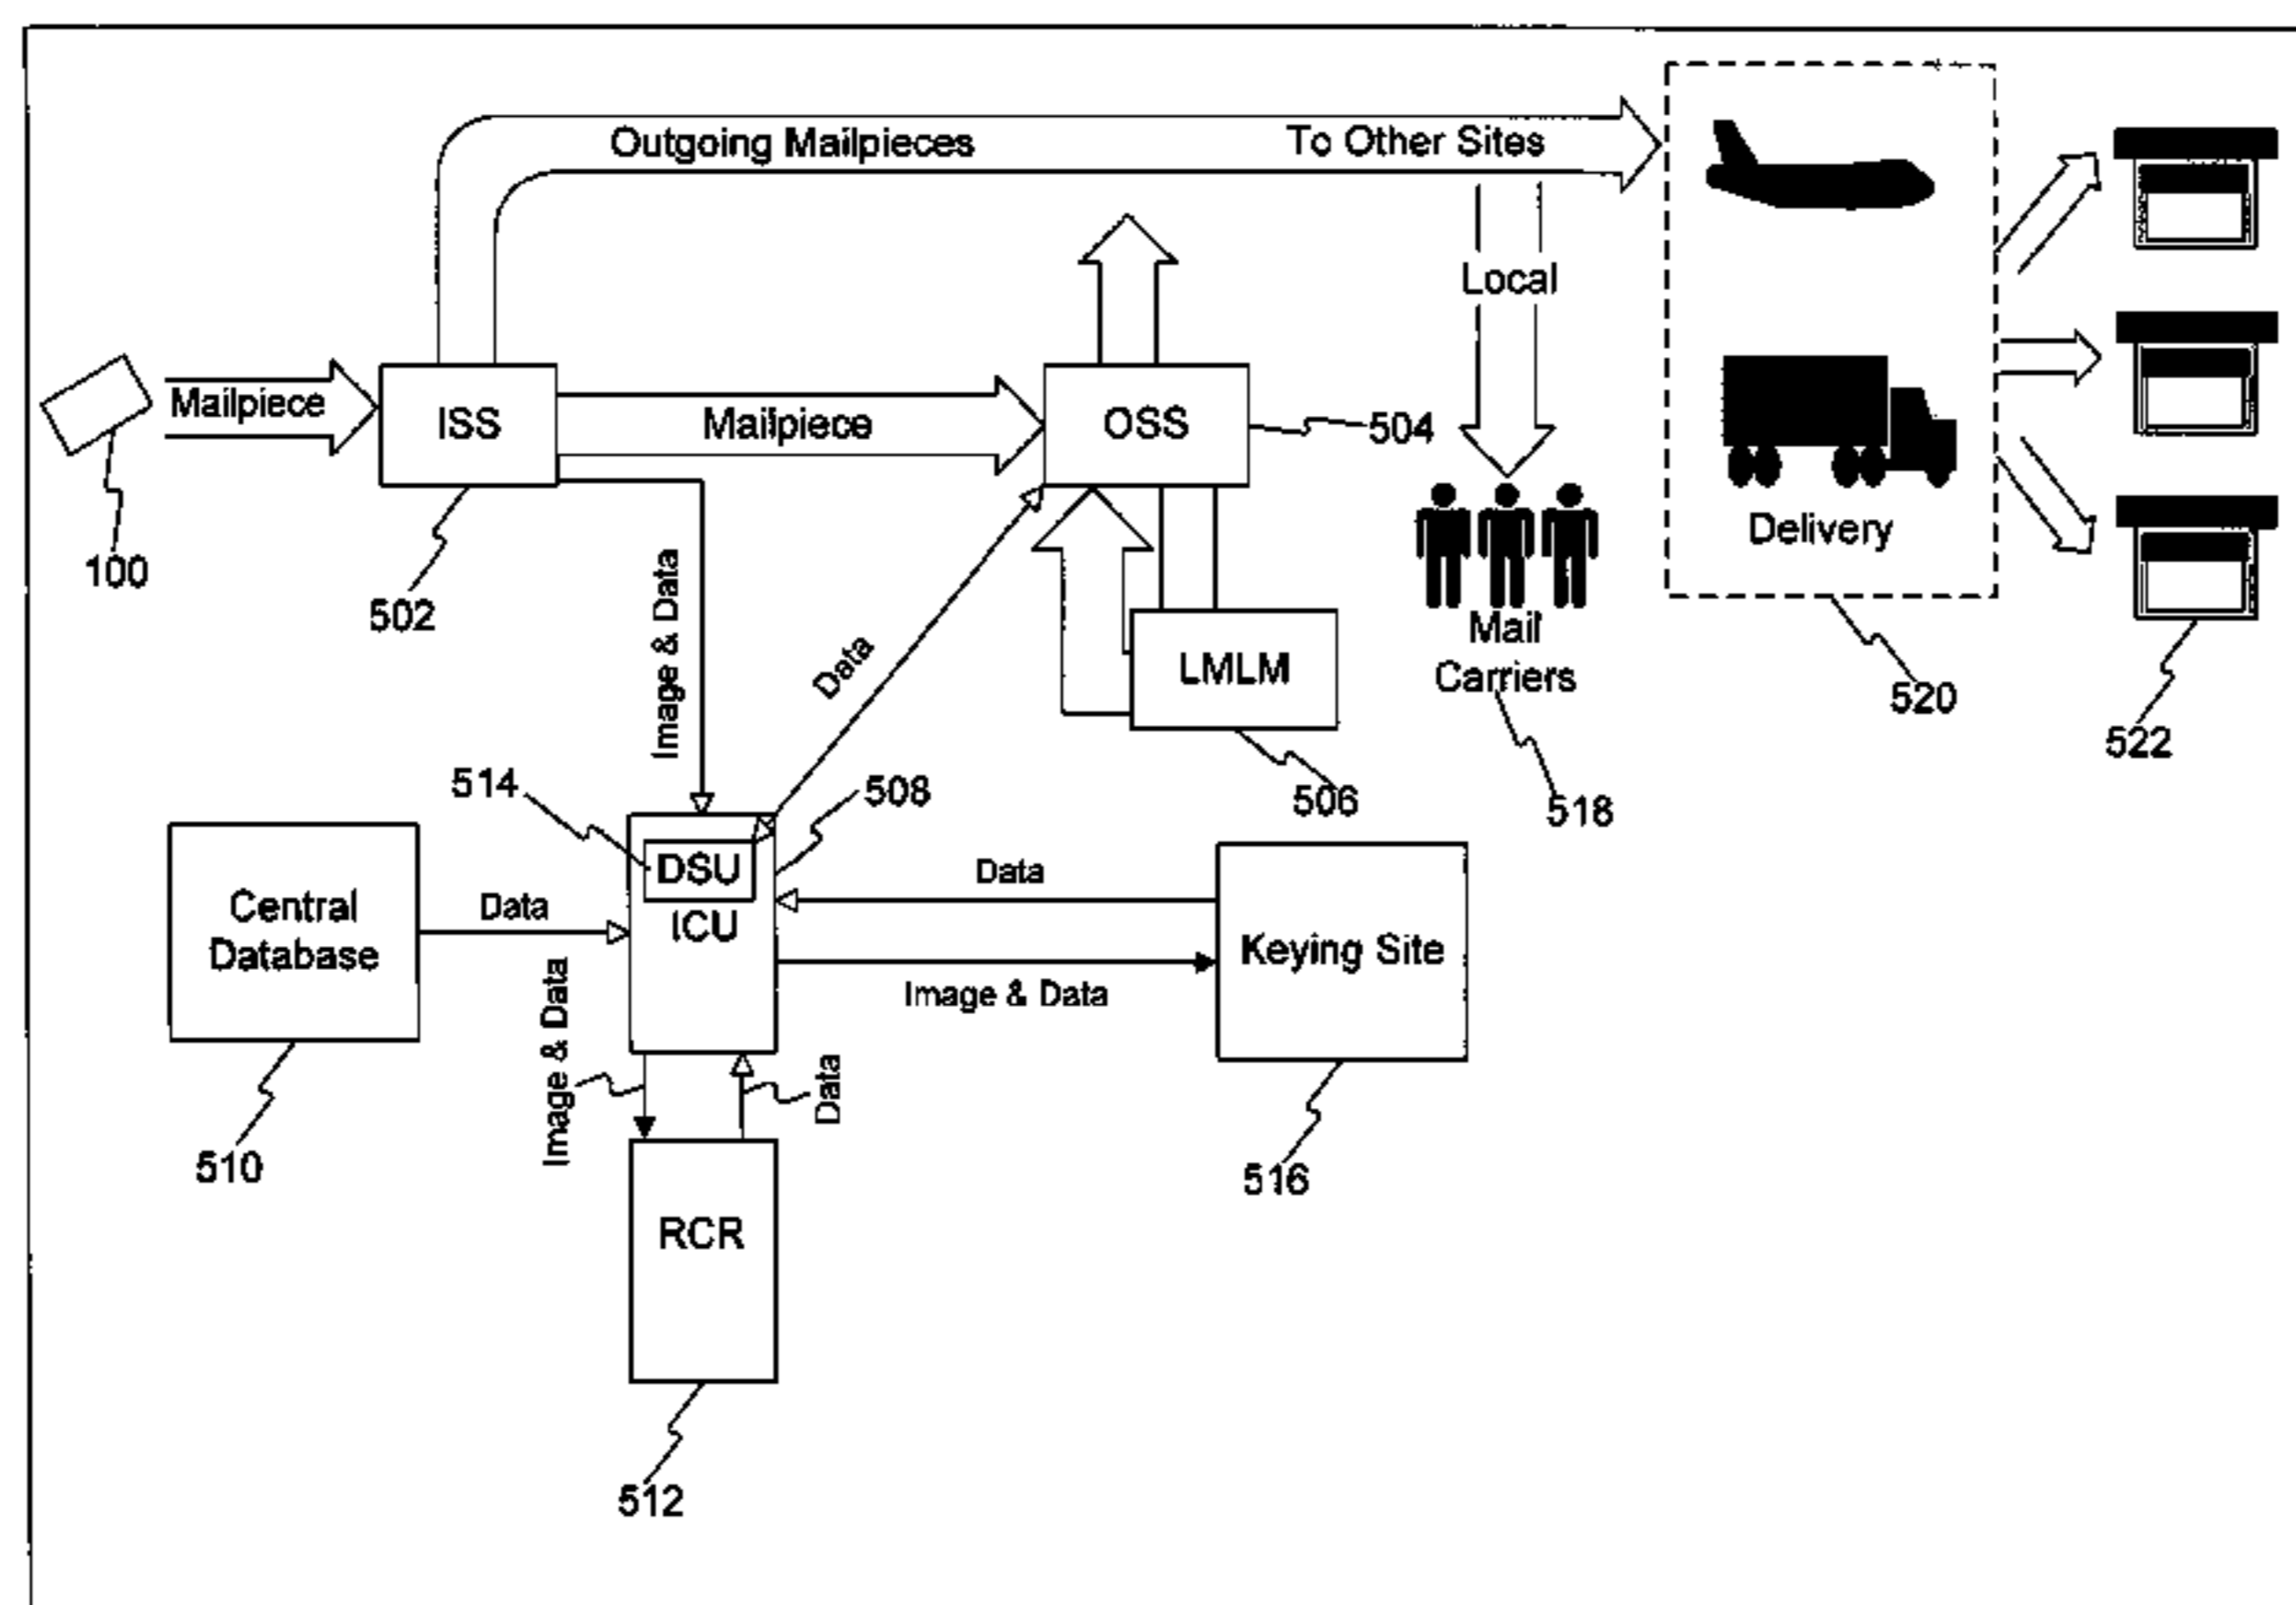 Outgoing Mailpieces To Other Sites
Local
Mailpiece
ISS
Mailpiece
OSS
504
100
502
Delivery
Image & Data
Data
LMLM
Mail
Carriers
520
522
514
508
506
518
DSU
ICU
Central
Database
Data
Data
Keying Site
Image & Data
Image & Data
Data
510
516
RCR
512